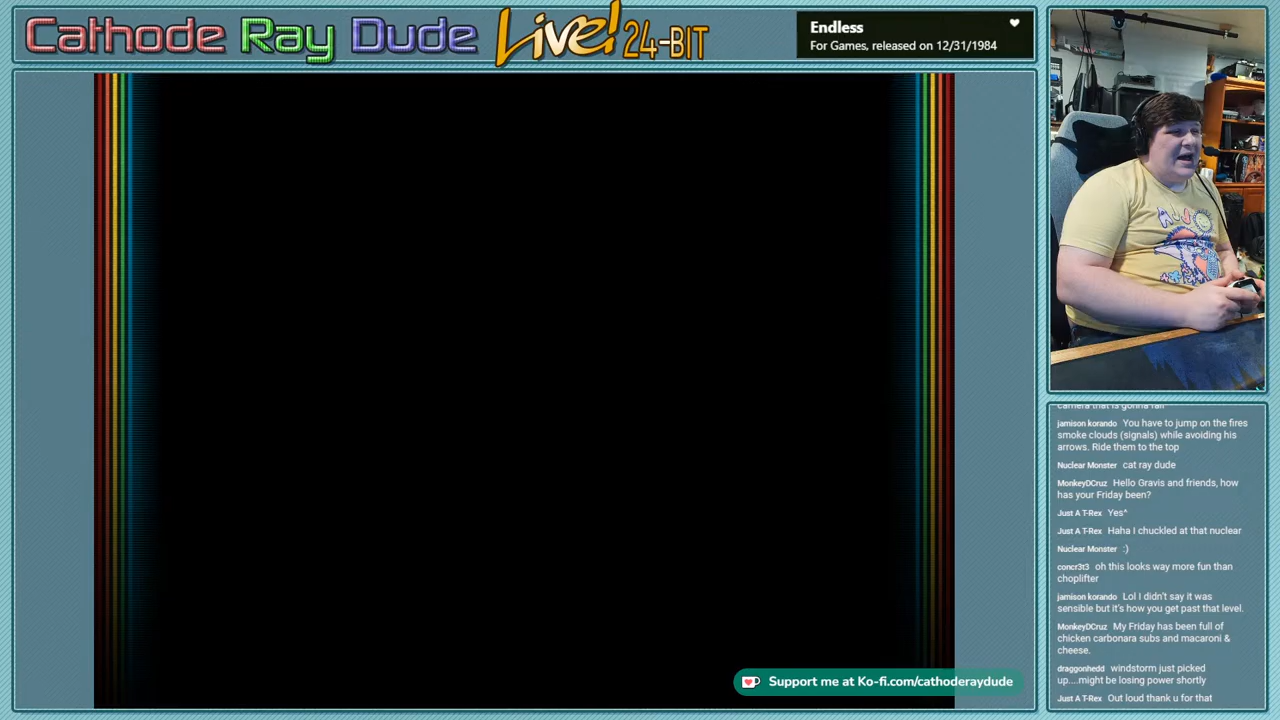 Cathode Ray Dude Live! 24-BIT
Endless
For Games, released on 12/31/1984
camera that is gonna fall
jamison korando You have to jump on the fires
smoke clouds (signals) while avoiding his
arrows. Ride them to the top
Nuclear Monster cat ray dude
MonkeyDCruz Hello Gravis and friends, how
has your Friday been?
Just A T-Rex Yes^
Just A T-Rex Haha I chuckled at that nuclear
Nuclear Monster :)
concr3t3 oh this looks way more fun than
choplifter
jamison korando Lol I didn't say it was
sensible but it's how you get past that level.
MonkeyDCruz My Friday has been full of
chicken carbonara subs and macaroni &
cheese.
draggonhedd windstorm just picked
up....might be losing power shortly
Just A T-Rex Out loud thank u for that
Support me at Ko-fi.com/cathoderaydude